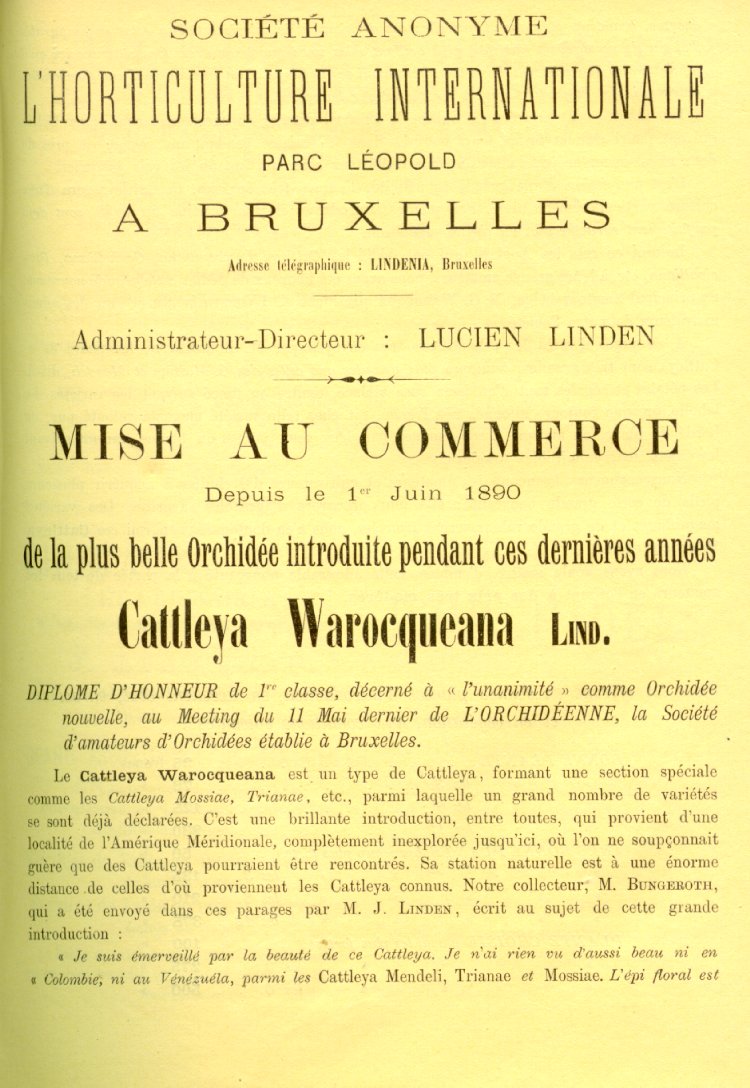 SOCIÉTÉ ANONYME
L'HORTICULTURE INTERNATIONALE
PARC LÉOPOLD
A BRUXELLES
Adresse télégraphique : LINDENIA, Bruxelles
Administrateur-Directeur : LUCIEN LINDEN
MISE AU COMMERCE
Depuis le 1er Juin 1890
de la plus belle Orchidée introduite pendant ces dernières années
Cattleya Warocqueana LIND.
DIPLOME D'HONNEUR de 1re classe, décerné à « l'unanimité » comme Orchidée
nouvelle, au Meeting du 11 Mai dernier de L'ORCHIDÉENNE, la Société
d'amateurs d'Orchidées établie à Bruxelles.
Le Cattleya Warocqueana est un type de Cattleya, formant une section spéciale
comme les Cattleya Mossiae, Trianae, etc., parmi laquelle un grand nombre de variétés
se sont déjà déclarées. C'est une brillante introduction, entre toutes, qui provient d'une
localité de l'Amérique Méridionale, complètement inexplorée jusqu'ici, où l'on ne soupçonnait
guère que des Cattleya pourraient être rencontrés. Sa station naturelle est à une énorme
distance de celles d'où proviennent les Cattleya connus. Notre collecteur, M. BUNGEROTH,
qui a été envoyé dans ces parages par M. J. LINDEN, écrit au sujet de cette grande
introduction :
« Je suis émerveillé par la beauté de ce Cattleya. Je n'ai rien vu d'aussi beau ni en
« Colombie, ni au Vénézuéla, parmi les Cattleya Mendeli, Trianae et Mossiae. L'épi floral est